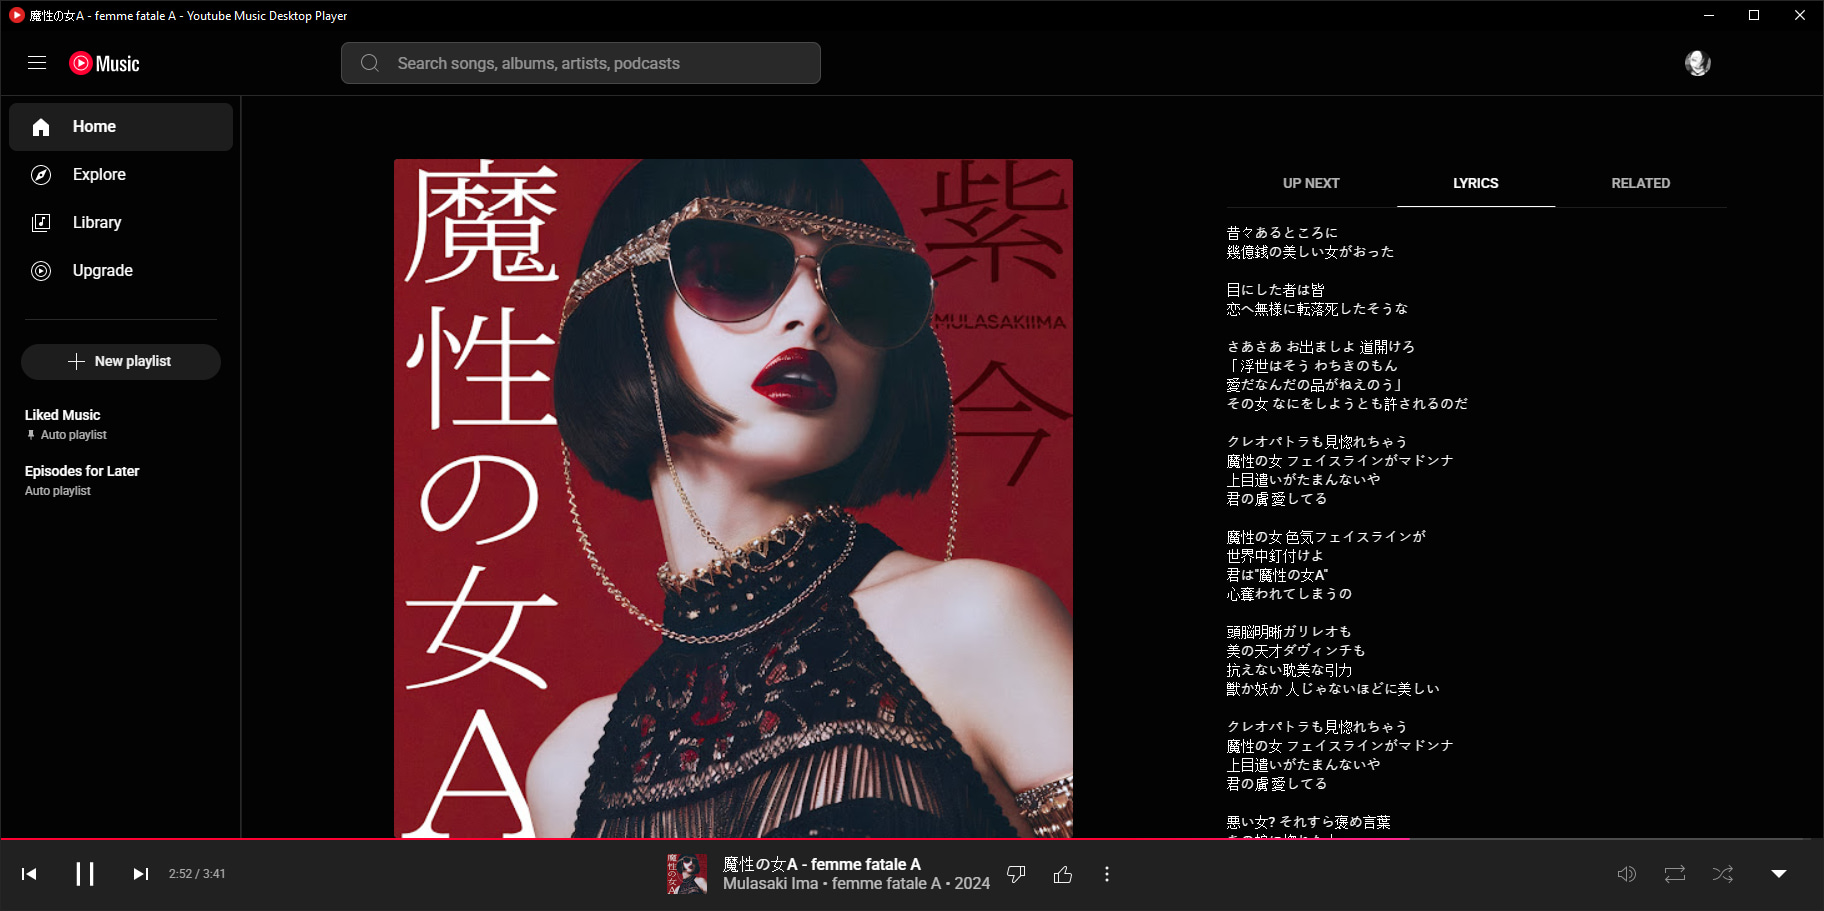 魔性の女A - femme fatale A - Youtube Music Desktop Player
Music
Search songs, albums, artists, podcasts
Home
Explore
Library
Upgrade
New playlist
Liked Music
Auto playlist
Episodes for Later
Auto playlist
魔性の女A
紫今
MULASAKIIMA
UP NEXT
LYRICS
RELATED
昔々あるところに
幾億銭の美しい女がおった
目にした者は皆
恋へ無様に転落死したそうな
さあさあ お出ましよ 道開けろ
「浮世はそう わちきのもん
愛だなんだの品がねえのう」
その女 なにをしようとも許されるのだ
クレオパトラも見惚れちゃう
魔性の女 フェイスラインがマドンナ
上目遣いがたまんないや
君の虜 愛してる
魔性の女 色気フェイスラインが
世界中釘付けよ
君は"魔性の女A"
心奪われてしまうの
頭脳明晰ガリレオも
美の天才ダヴィンチも
抗えない耽美な引力
獣か妖か 人じゃないほどに美しい
クレオパトラも見惚れちゃう
魔性の女 フェイスラインがマドンナ
上目遣いがたまんないや
君の虜 愛してる
悪い女? それすら褒め言葉
2:52 / 3:41
魔性の女A
魔性の女A - femme fatale A
Mulasaki Ima • femme fatale A • 2024